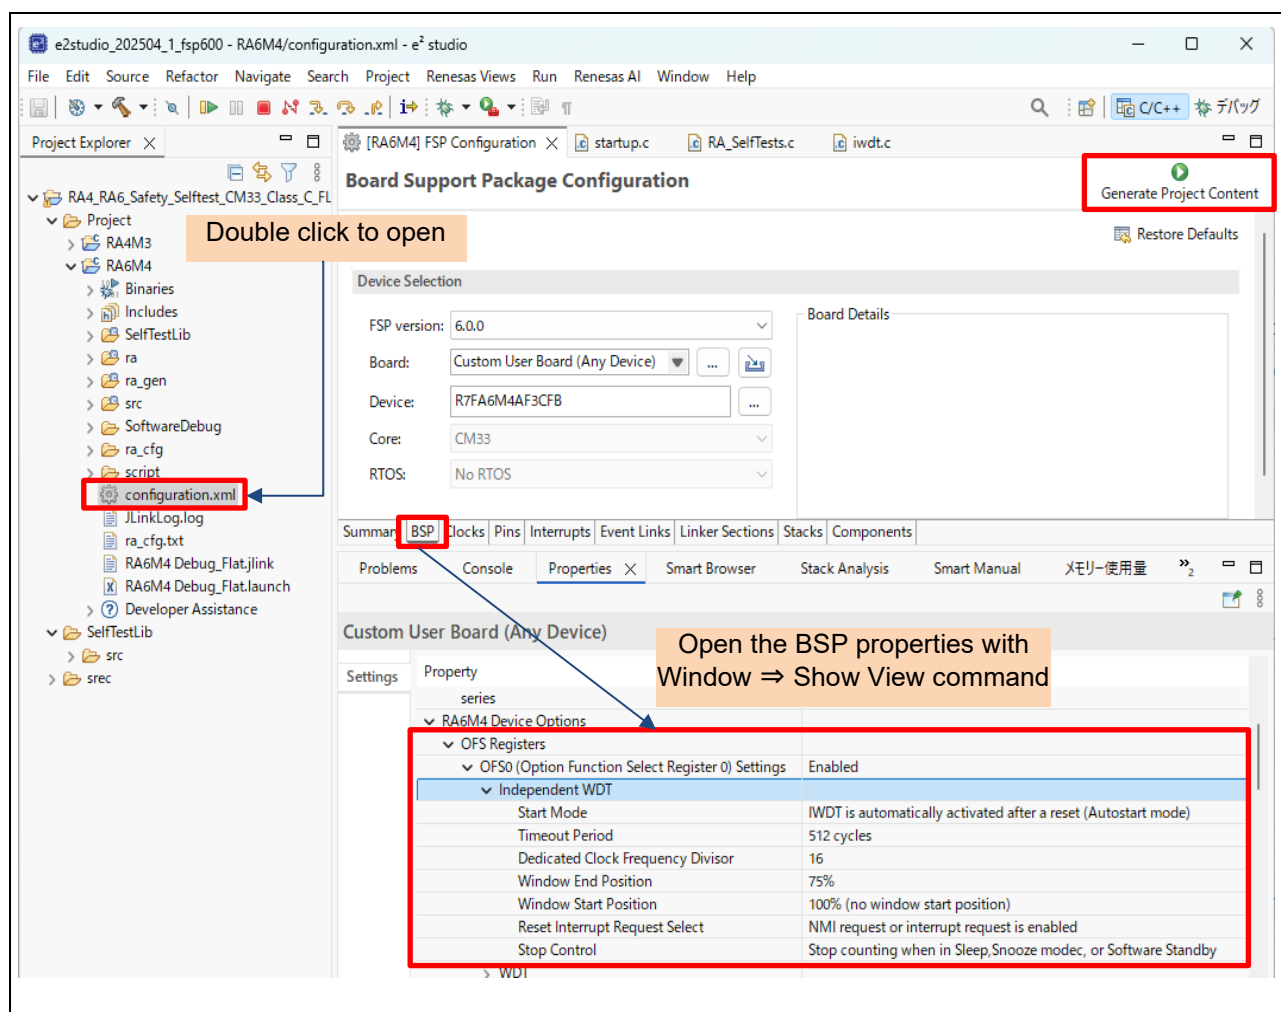 e2studio_202504_1_fsp600 - RA6M4/configuration.xml - e² studio
File Edit Source Refactor Navigate Search Project Renesas Views Run Renesas AI Window Help
C/C++ デバッグ
Project Explorer
[RA6M4] FSP Configuration startup.c RA_SelfTests.c iwdt.c
Board Support Package Configuration
Generate Project Content
RA4_RA6_Safety_Selftest_CM33_Class_C_FL
Project
Double click to open
Restore Defaults
RA4M3
RA6M4
Device Selection
Binaries
Includes
Board Details
FSP version: 6.0.0
SelfTestLib
ra
Board: Custom User Board (Any Device) ...
ra_gen
src
Device: R7FA6M4AF3CFB ...
SoftwareDebug
Core: CM33
ra_cfg
script
RTOS: No RTOS
configuration.xml
JLinkLog.log
Summary BSP Clocks Pins Interrupts Event Links Linker Sections Stacks Components
ra_cfg.txt
RA6M4 Debug_Flat.jlink
Problems Console Properties Smart Browser Stack Analysis Smart Manual メモリー使用量 »2
RA6M4 Debug_Flat.launch
Developer Assistance
SelfTestLib
Custom User Board (Any Device)
src
srec
Open the BSP properties with
Window ⇒ Show View command
Settings
Property
series
RA6M4 Device Options
OFS Registers
OFS0 (Option Function Select Register 0) Settings Enabled
Independent WDT
Start Mode IWDT is automatically activated after a reset (Autostart mode)
Timeout Period 512 cycles
Dedicated Clock Frequency Divisor 16
Window End Position 75%
Window Start Position 100% (no window start position)
Reset Interrupt Request Select NMI request or interrupt request is enabled
Stop Control Stop counting when in Sleep,Snooze modec, or Software Standby
WDT